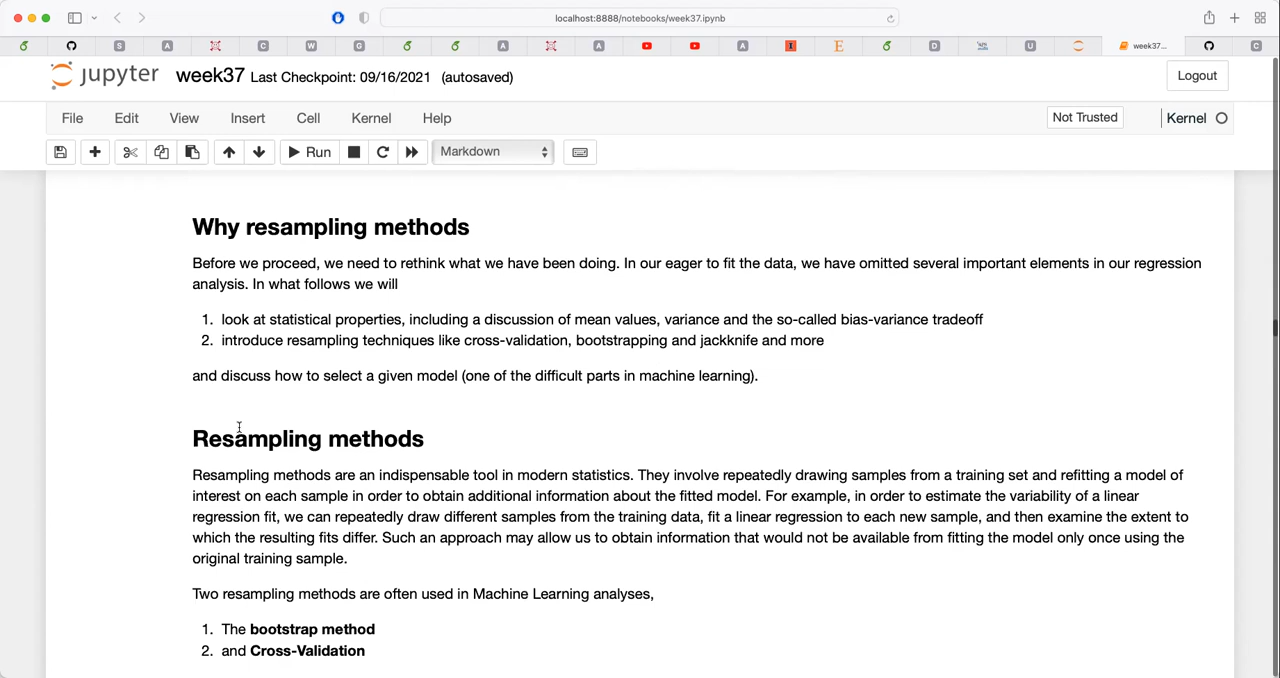 localhost:8888/notebooks/week37.ipynb
S A C W G A A A I E D U week37... C
jupyter week37 Last Checkpoint: 09/16/2021 (autosaved) Logout
File Edit View Insert Cell Kernel Help Not Trusted Kernel
Run Markdown
Why resampling methods
Before we proceed, we need to rethink what we have been doing. In our eager to fit the data, we have omitted several important elements in our regression
analysis. In what follows we will
1. look at statistical properties, including a discussion of mean values, variance and the so-called bias-variance tradeoff
2. introduce resampling techniques like cross-validation, bootstrapping and jackknife and more
and discuss how to select a given model (one of the difficult parts in machine learning).
Resampling methods
Resampling methods are an indispensable tool in modern statistics. They involve repeatedly drawing samples from a training set and refitting a model of
interest on each sample in order to obtain additional information about the fitted model. For example, in order to estimate the variability of a linear
regression fit, we can repeatedly draw different samples from the training data, fit a linear regression to each new sample, and then examine the extent to
which the resulting fits differ. Such an approach may allow us to obtain information that would not be available from fitting the model only once using the
original training sample.
Two resampling methods are often used in Machine Learning analyses,
1. The bootstrap method
2. and Cross-Validation